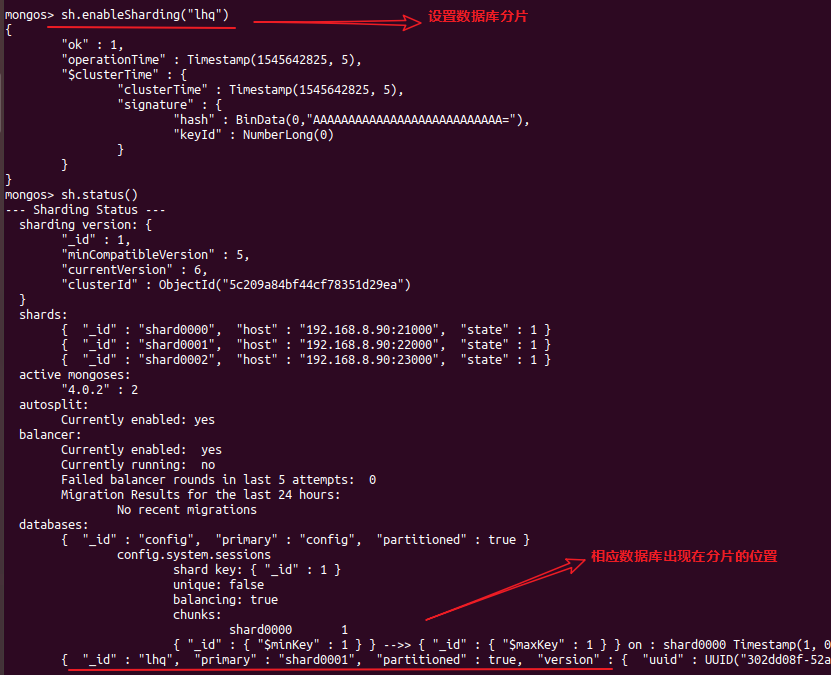 mongos> sh.enableSharding("lhq")
设置数据库分片
{
"ok" : 1,
"operationTime" : Timestamp(1545642825, 5),
"$clusterTime" : {
"clusterTime" : Timestamp(1545642825, 5),
"signature" : {
"hash" : BinData(0,"AAAAAAAAAAAAAAAAAAAAAAAAAAA="),
"keyId" : NumberLong(0)
}
}
}
mongos> sh.status()
--- Sharding Status ---
sharding version: {
"_id" : 1,
"minCompatibleVersion" : 5,
"currentVersion" : 6,
"clusterId" : ObjectId("5c209a84bf44cf78351d29ea")
}
shards:
{  "_id" : "shard0000",  "host" : "192.168.8.90:21000",  "state" : 1 }
{  "_id" : "shard0001",  "host" : "192.168.8.90:22000",  "state" : 1 }
{  "_id" : "shard0002",  "host" : "192.168.8.90:23000",  "state" : 1 }
active mongoses:
"4.0.2" : 2
autosplit:
Currently enabled: yes
balancer:
Currently enabled:  yes
Currently running:  no
Failed balancer rounds in last 5 attempts:  0
Migration Results for the last 24 hours:
No recent migrations
databases:
{  "_id" : "config",  "primary" : "config",  "partitioned" : true }
config.system.sessions
相应数据库出现在分片的位置
shard key: { "_id" : 1 }
unique: false
balancing: true
chunks:
shard0000	1
{ "_id" : { "$minKey" : 1 } } -->> { "_id" : { "$maxKey" : 1 } } on : shard0000 Timestamp(1, 0
{  "_id" : "lhq",  "primary" : "shard0001",  "partitioned" : true,  "version" : {  "uuid" : UUID("302dd08f-52a